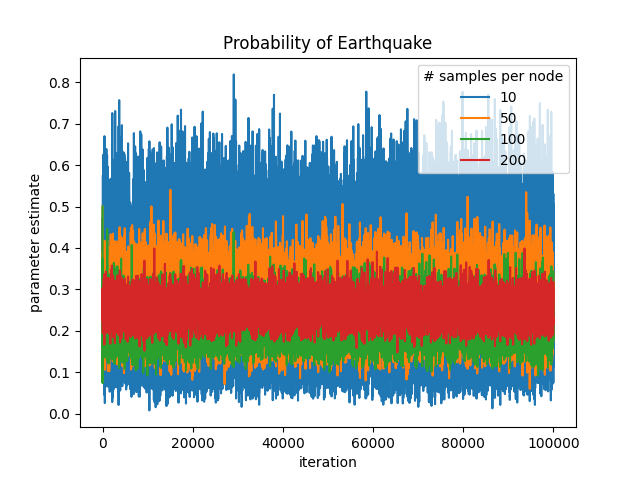 Probability of Earthquake
# samples per node
10
50
100
200
parameter estimate
0.8
0.7
0.6
0.5
0.4
0.3
0.2
0.1
0.0
0 20000 40000 60000 80000 100000
iteration